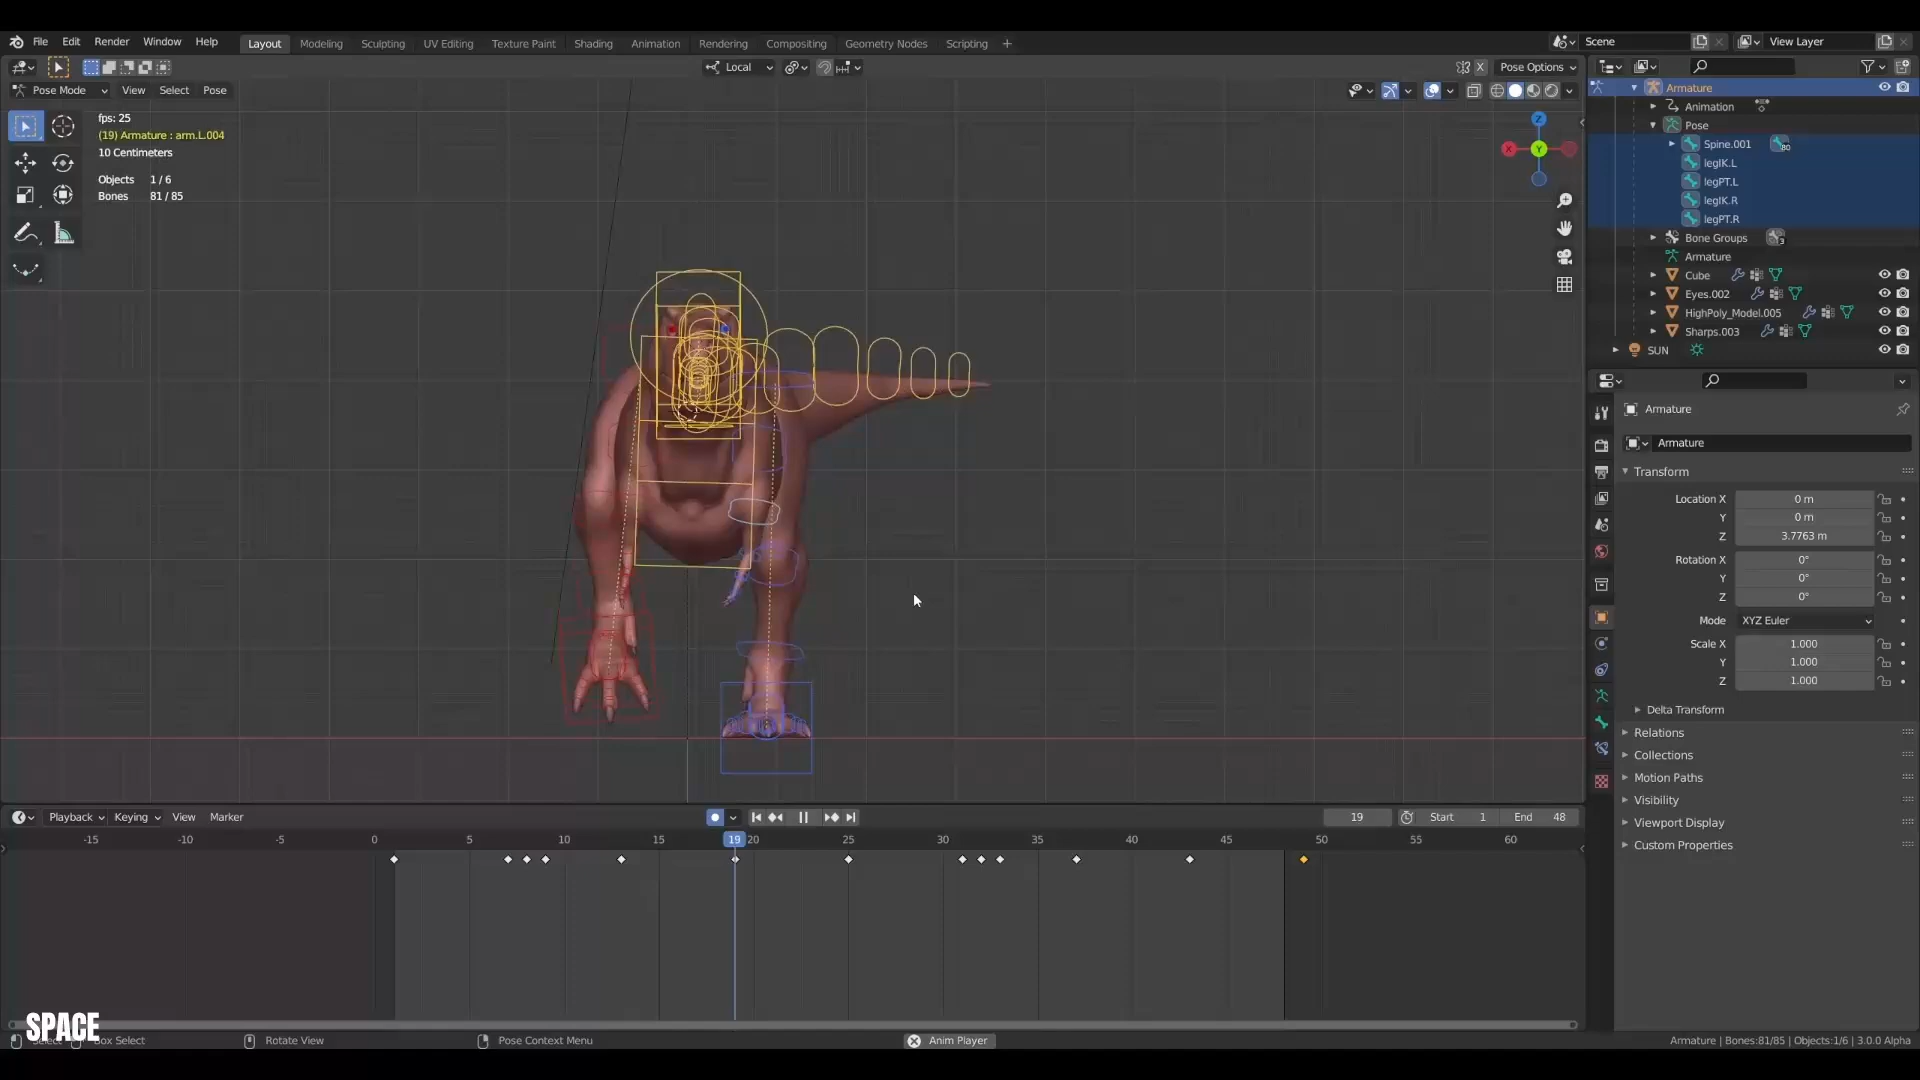 File Edit Render Window Help Layout Modeling Sculpting UV Editing Texture Paint Shading Animation Rendering Compositing Geometry Nodes Scripting + Scene View Layer
Local X Pose Options
Pose Mode View Select Pose
fps: 25
(19) Armature : arm.L.004
10 Centimeters
Objects 1 / 6
Bones 81 / 85
Z
X Y
Armature
Animation
Pose
Spine.001 80
legIK.L
legPT.L
legIK.R
legPT.R
Bone Groups 3
Armature
Cube
Eyes.002
HighPoly_Model.005
Sharps.003
SUN
Armature
Armature
Transform
Location X 0 m
Y 0 m
Z 3.7763 m
Rotation X 0°
Y 0°
Z 0°
Mode XYZ Euler
Scale X 1.000
Y 1.000
Z 1.000
Delta Transform
Relations
Collections
Motion Paths
Visibility
Viewport Display
Custom Properties
Playback Keying View Marker 19 Start 1 End 48
-15 -10 -5 0 5 10 15 19 20 25 30 35 40 45 50 55 60
SPACE
Select Box Select Rotate View Pose Context Menu Anim Player Armature | Bones:81/85 | Objects:1/6 | 3.0.0 Alpha